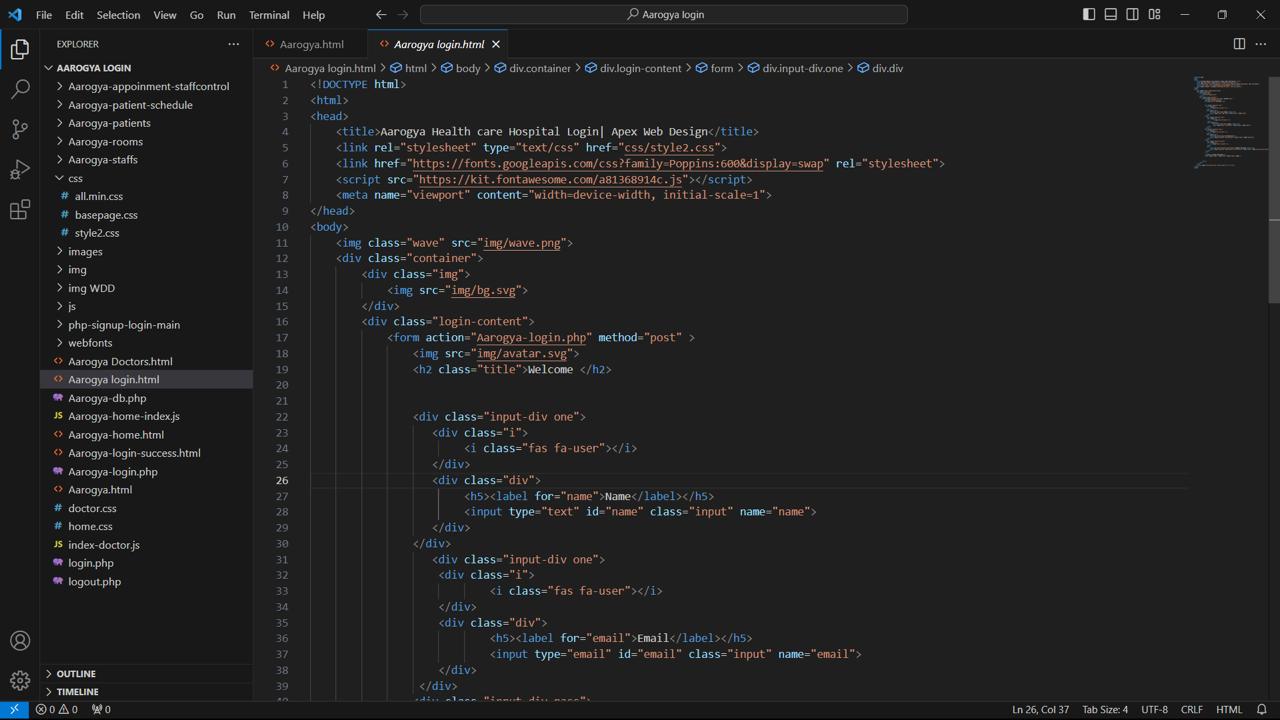 File Edit Selection View Go Run Terminal Help
Aarogya login
EXPLORER
AAROGYA LOGIN
Aarogya-appoinment-staffcontrol
Aarogya-patient-schedule
Aarogya-patients
Aarogya-rooms
Aarogya-staffs
css
# all.min.css
# basepage.css
# style2.css
images
img
img WDD
js
php-signup-login-main
webfonts
<> Aarogya Doctors.html
<> Aarogya login.html
Aarogya-db.php
JS Aarogya-home-index.js
<> Aarogya-home.html
<> Aarogya-login-success.html
Aarogya-login.php
<> Aarogya.html
# doctor.css
# home.css
JS index-doctor.js
login.php
logout.php
OUTLINE
TIMELINE
<> Aarogya.html <> Aarogya login.html
<> Aarogya login.html > html > body > div.container > div.login-content > form > div.input-div.one > div.div
1 <!DOCTYPE html>
2 <html>
3 <head>
4 <title>Aarogya Health care Hospital Login| Apex Web Design</title>
5 <link rel="stylesheet" type="text/css" href="css/style2.css">
6 <link href="https://fonts.googleapis.com/css?family=Poppins:600&display=swap" rel="stylesheet">
7 <script src="https://kit.fontawesome.com/a81368914c.js"></script>
8 <meta name="viewport" content="width=device-width, initial-scale=1">
9 </head>
10 <body>
11 <img class="wave" src="img/wave.png">
12 <div class="container">
13 <div class="img">
14 <img src="img/bg.svg">
15 </div>
16 <div class="login-content">
17 <form action="Aarogya-login.php" method="post" >
18 <img src="img/avatar.svg">
19 <h2 class="title">Welcome </h2>
20
21
22 <div class="input-div one">
23 <div class="i">
24 <i class="fas fa-user"></i>
25 </div>
26 <div class="div">
27 <h5><label for="name">Name</label></h5>
28 <input type="text" id="name" class="input" name="name">
29 </div>
30 </div>
31 <div class="input-div one">
32 <div class="i">
33 <i class="fas fa-user"></i>
34 </div>
35 <div class="div">
36 <h5><label for="email">Email</label></h5>
37 <input type="email" id="email" class="input" name="email">
38 </div>
39 </div>
40 <div class="input-div pass">
0 0 0
Ln 26, Col 37 Tab Size: 4 UTF-8 CRLF HTML